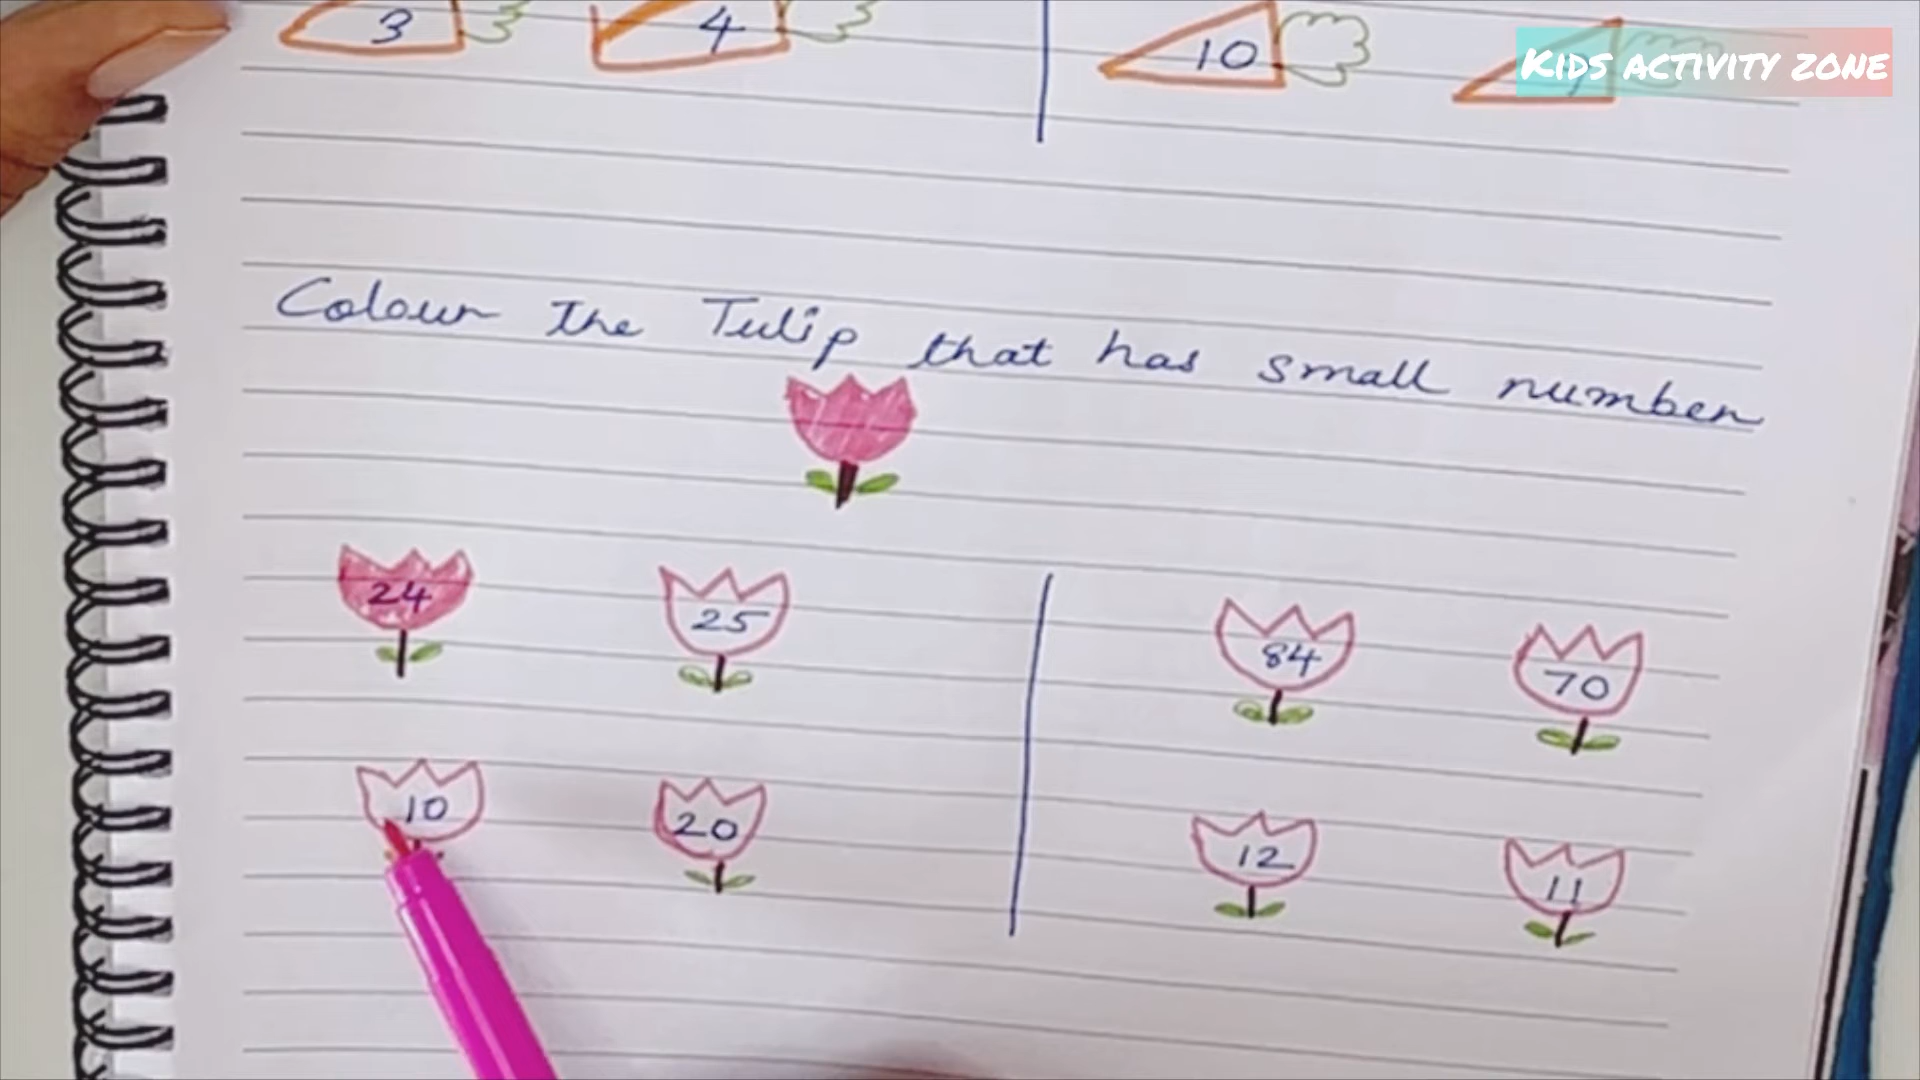 3 4 10
KIDS ACTIVITY ZONE
Colour the Tulip that has small number
24 25 84 70
10 20 12 11